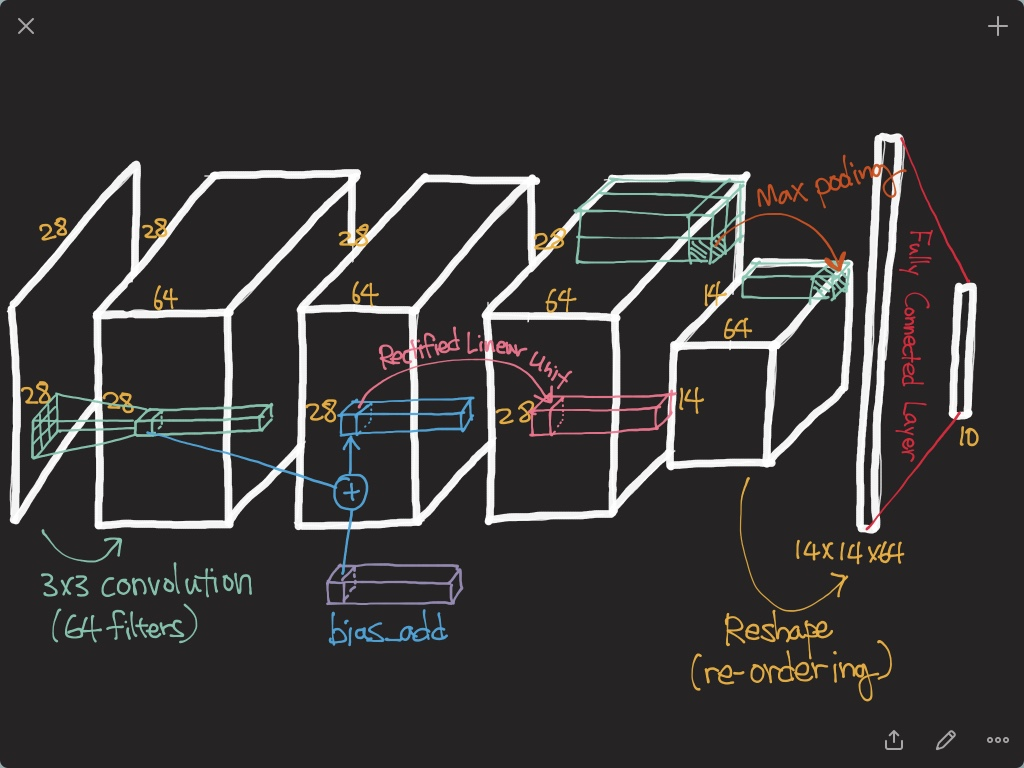 28
28
28
28
64
64
64
14
64
Max pooling
Rectified Linear Unit
28
28
28
28
14
Fully Connected Layer
10
14x14x64
3x3 convolution
(64 filters)
bias_add
Reshape
(re-ordering)